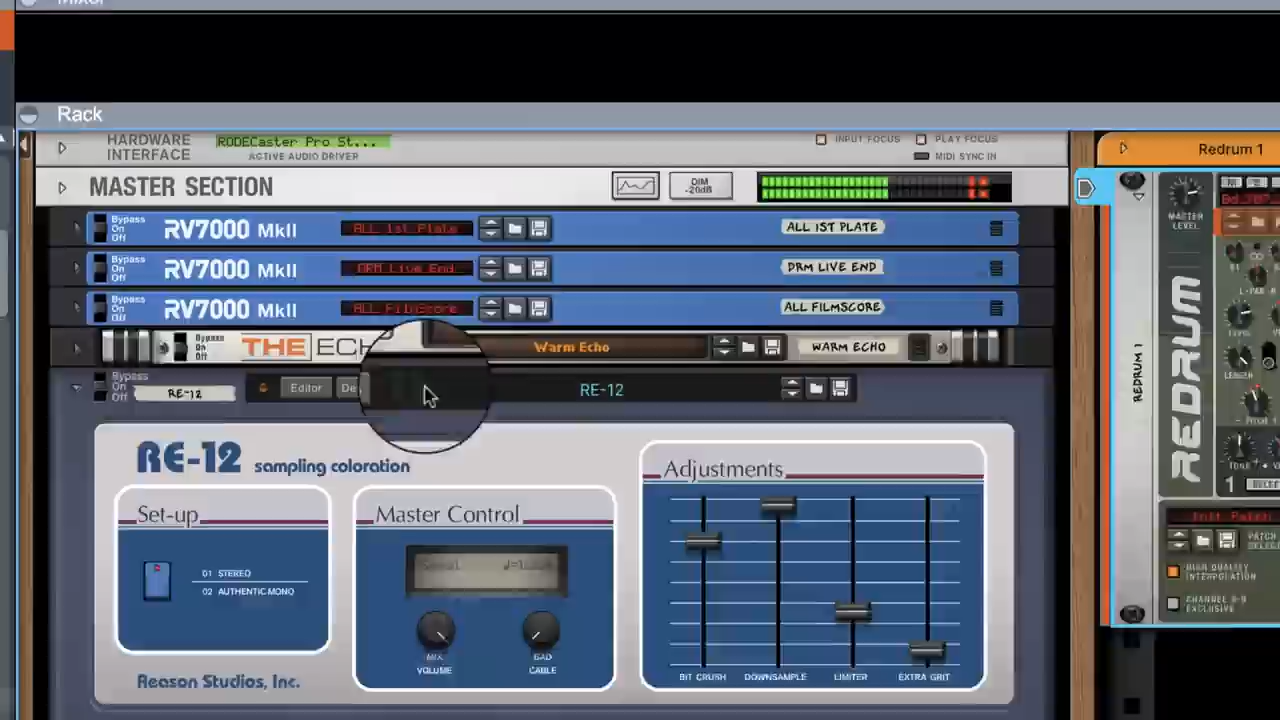 Rack
HARDWARE INTERFACE
RODECaster Pro St...
ACTIVE AUDIO DRIVER
INPUT FOCUS
PLAY FOCUS
MIDI SYNC IN
MASTER SECTION
DIM -20dB
Bypass On Off RV7000 MkII ALL 1st Plate ALL 1ST PLATE
Bypass On Off RV7000 MkII DRM Live End DRM LIVE END
Bypass On Off RV7000 MkII ALL FilmScore ALL FILMSCORE
Bypass On Off THE Warm Echo WARM ECHO
Bypass On Off RE-12 Editor RE-12
RE-12 sampling coloration
Set-up
01 STEREO
02 AUTHENTIC MONO
Reason Studios, Inc.
Master Control
MIX VOLUME
BAD CABLE
Adjustments
BIT CRUSH DOWNSAMPLE LIMITER EXTRA GRIT
Redrum 1
MASTER LEVEL
REDRUM 1
REDRUM
LENGTH
1
Init Patch
HIGH QUALITY INTERPOLATION
EXCLUSIVE